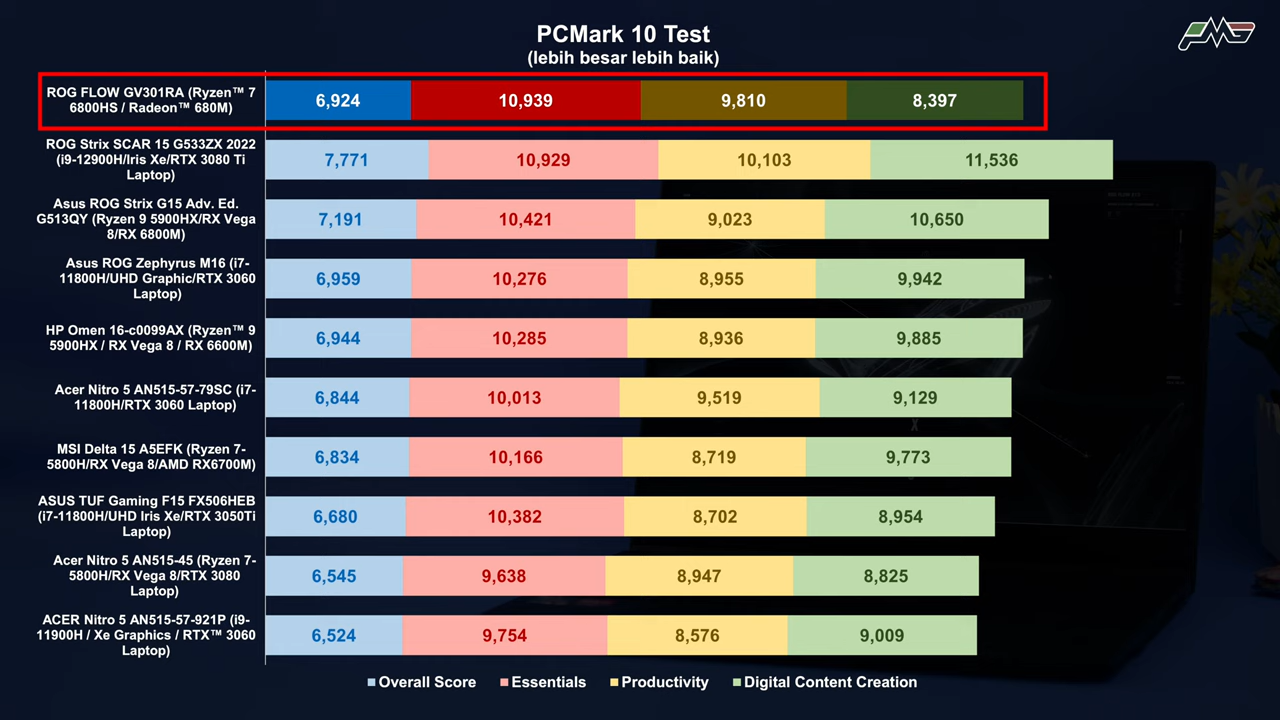 PCMark 10 Test
(lebih besar lebih baik)
PMG
ROG FLOW GV301RA (Ryzen™ 7
6800HS / Radeon™ 680M)
6,924 10,939 9,810 8,397
ROG Strix SCAR 15 G533ZX 2022
(i9-12900H/Iris Xe/RTX 3080 Ti
Laptop)
7,771 10,929 10,103 11,536
Asus ROG Strix G15 Adv. Ed.
G513QY (Ryzen 9 5900HX/RX Vega
8/RX 6800M)
7,191 10,421 9,023 10,650
Asus ROG Zephyrus M16 (i7-
11800H/UHD Graphic/RTX 3060
Laptop)
6,959 10,276 8,955 9,942
HP Omen 16-c0099AX (Ryzen™ 9
5900HX / RX Vega 8 / RX 6600M)
6,944 10,285 8,936 9,885
Acer Nitro 5 AN515-57-79SC (i7-
11800H/RTX 3060 Laptop)
6,844 10,013 9,519 9,129
MSI Delta 15 A5EFK (Ryzen 7-
5800H/RX Vega 8/AMD RX6700M)
6,834 10,166 8,719 9,773
ASUS TUF Gaming F15 FX506HEB
(i7-11800H/UHD Iris Xe/RTX 3050Ti
Laptop)
6,680 10,382 8,702 8,954
Acer Nitro 5 AN515-45 (Ryzen 7-
5800H/RX Vega 8/RTX 3080
Laptop)
6,545 9,638 8,947 8,825
ACER Nitro 5 AN515-57-921P (i9-
11900H / Xe Graphics / RTX™ 3060
Laptop)
6,524 9,754 8,576 9,009
Overall Score Essentials Productivity Digital Content Creation